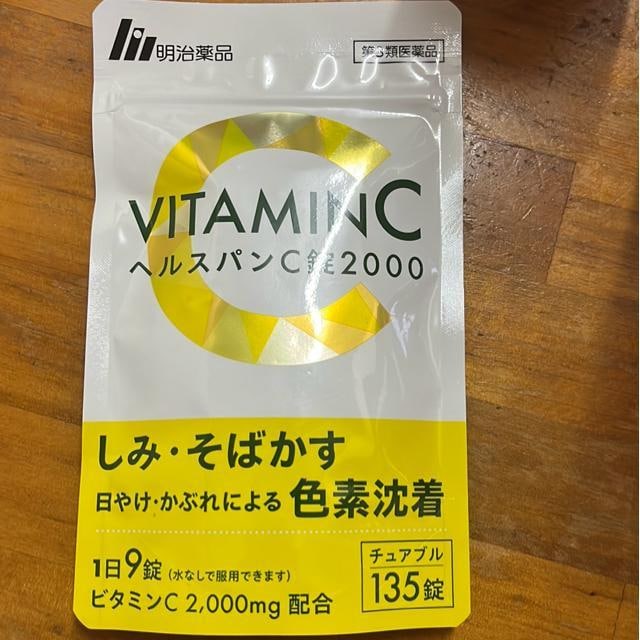 明治薬品
第3類医薬品
VITAMINC
ヘルスパンC錠2000
しみ・そばかす
日やけ・かぶれによる 色素沈着
1日9錠 (水なしで服用できます)
チュアブル
135錠
ビタミンC 2,000mg 配合